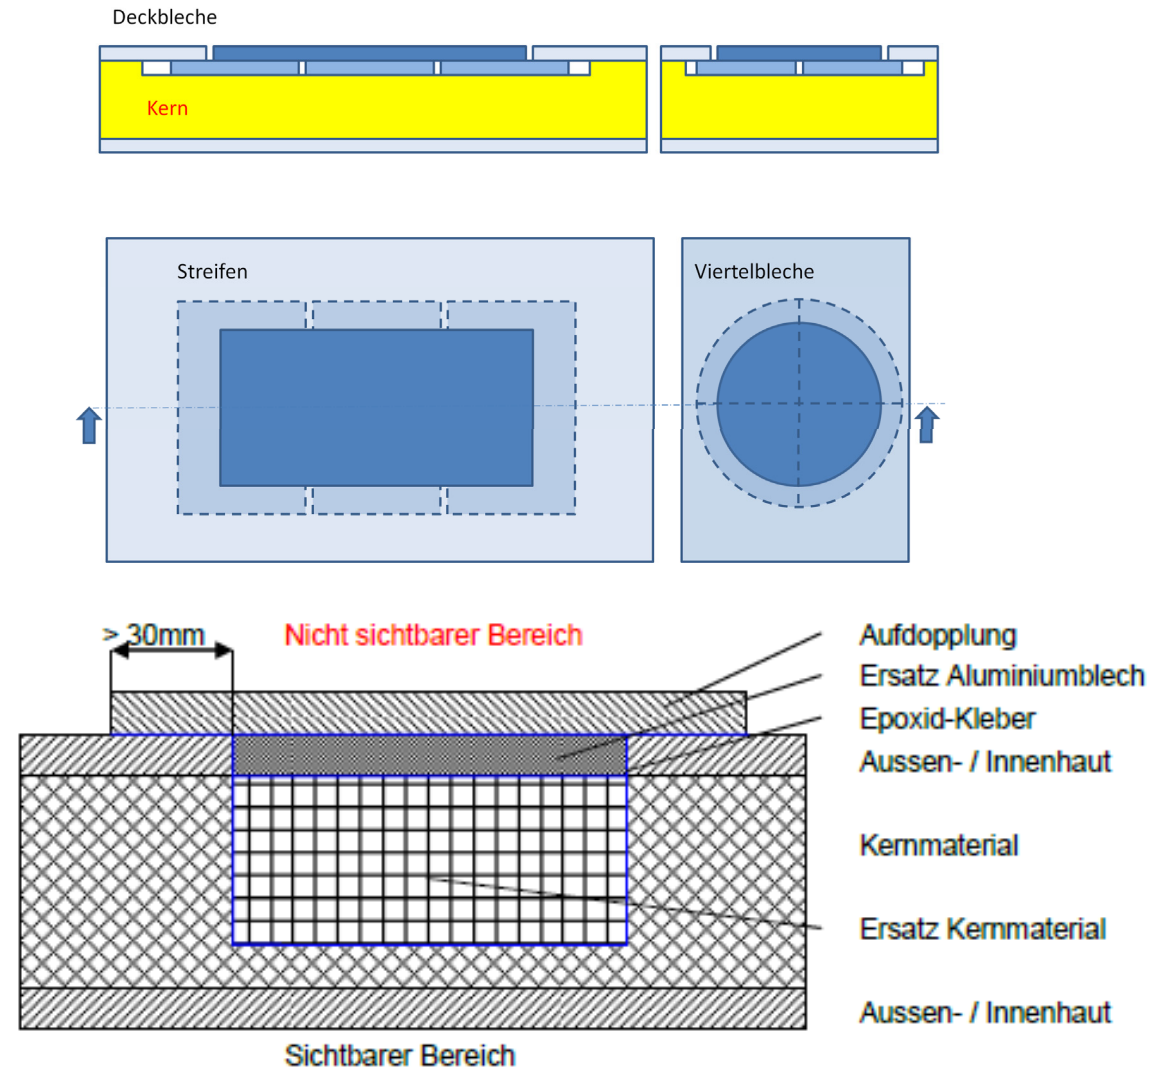 Deckbleche
Kern
Streifen
Viertelbleche
> 30mm
Nicht sichtbarer Bereich
Aufdopplung
Ersatz Aluminiumblech
Epoxid-Kleber
Aussen- / Innenhaut
Kernmaterial
Ersatz Kernmaterial
Aussen- / Innenhaut
Sichtbarer Bereich